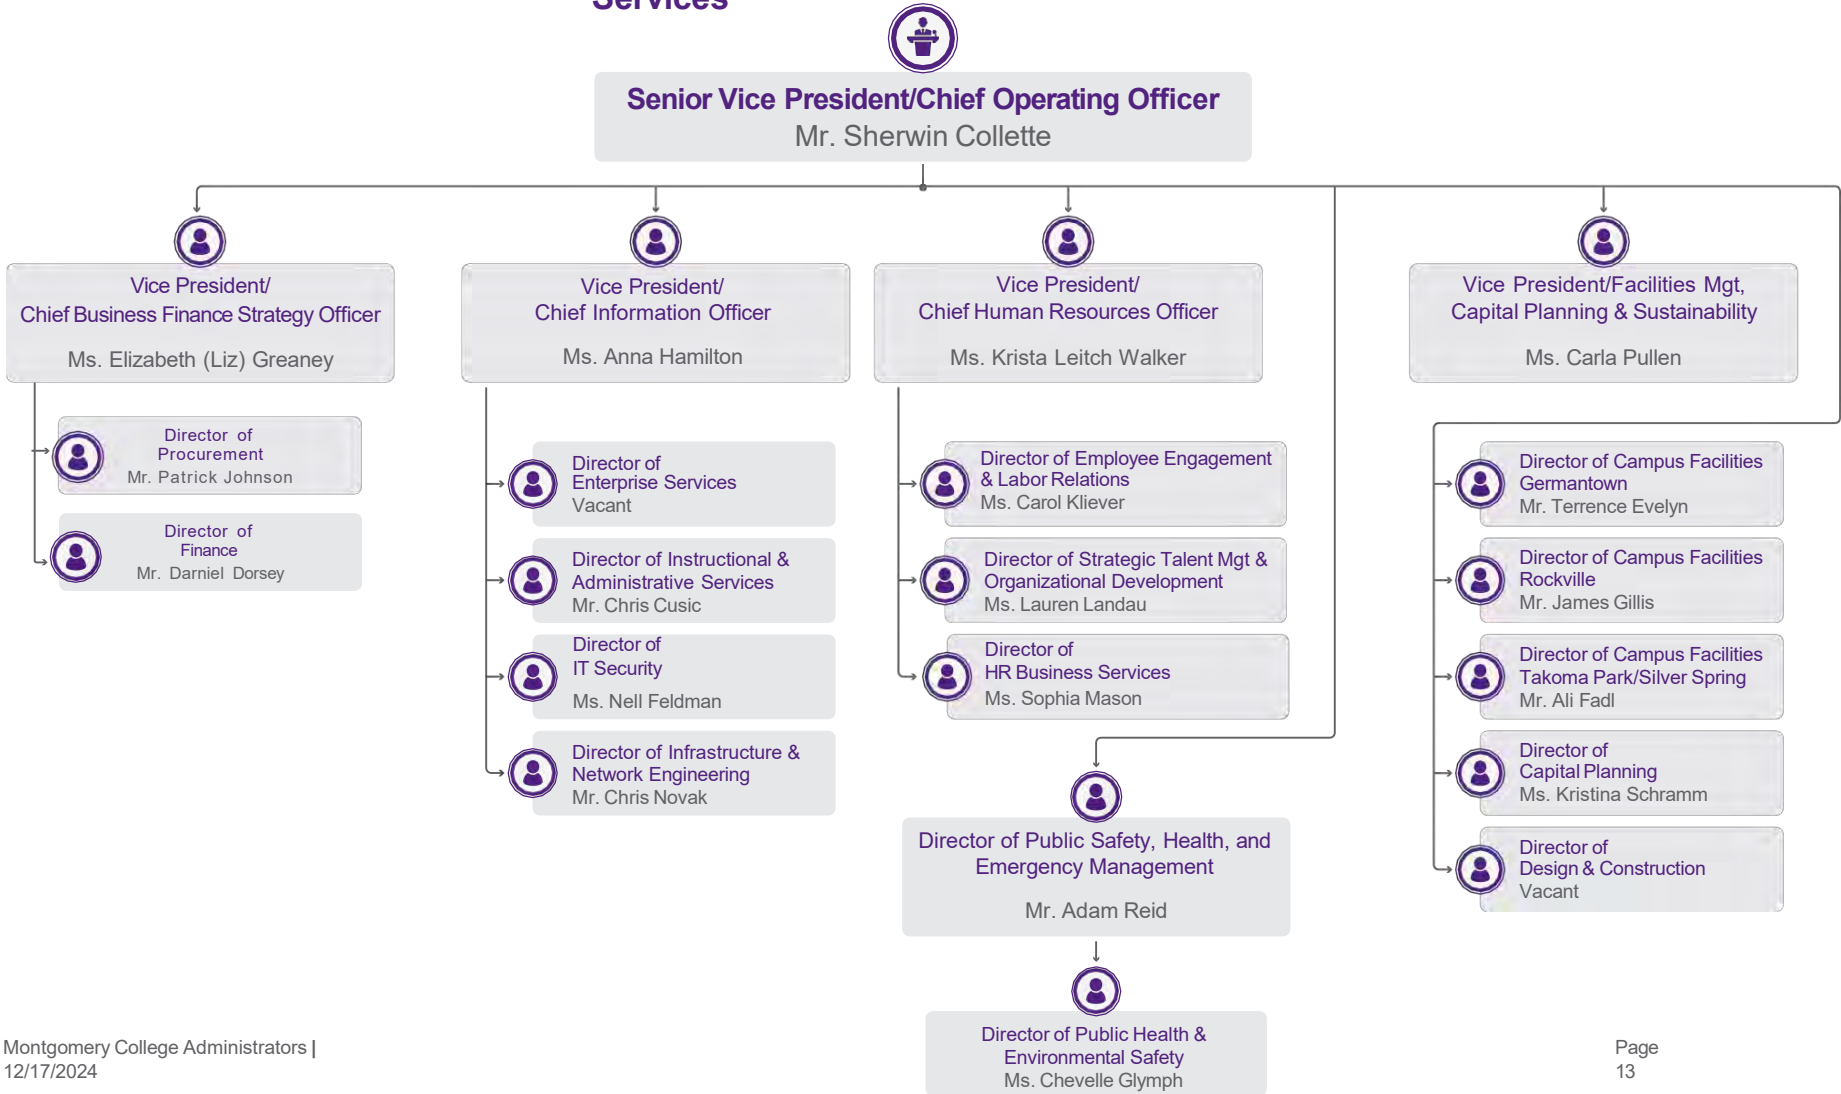 Services
Senior Vice President/Chief Operating Officer
Mr. Sherwin Collette
Vice President/
Chief Business Finance Strategy Officer
Ms. Elizabeth (Liz) Greaney
Director of
Procurement
Mr. Patrick Johnson
Director of
Finance
Mr. Darniel Dorsey
Vice President/
Chief Information Officer
Ms. Anna Hamilton
Director of
Enterprise Services
Vacant
Director of Instructional &
Administrative Services
Mr. Chris Cusic
Director of
IT Security
Ms. Nell Feldman
Director of Infrastructure &
Network Engineering
Mr. Chris Novak
Vice President/
Chief Human Resources Officer
Ms. Krista Leitch Walker
Director of Employee Engagement
& Labor Relations
Ms. Carol Kliever
Director of Strategic Talent Mgt &
Organizational Development
Ms. Lauren Landau
Director of
HR Business Services
Ms. Sophia Mason
Director of Public Safety, Health, and
Emergency Management
Mr. Adam Reid
Director of Public Health &
Environmental Safety
Ms. Chevelle Glymph
Vice President/Facilities Mgt,
Capital Planning & Sustainability
Ms. Carla Pullen
Director of Campus Facilities
Germantown
Mr. Terrence Evelyn
Director of Campus Facilities
Rockville
Mr. James Gillis
Director of Campus Facilities
Takoma Park/Silver Spring
Mr. Ali Fadl
Director of
Capital Planning
Ms. Kristina Schramm
Director of
Design & Construction
Vacant
Montgomery College Administrators |
12/17/2024
Page
13